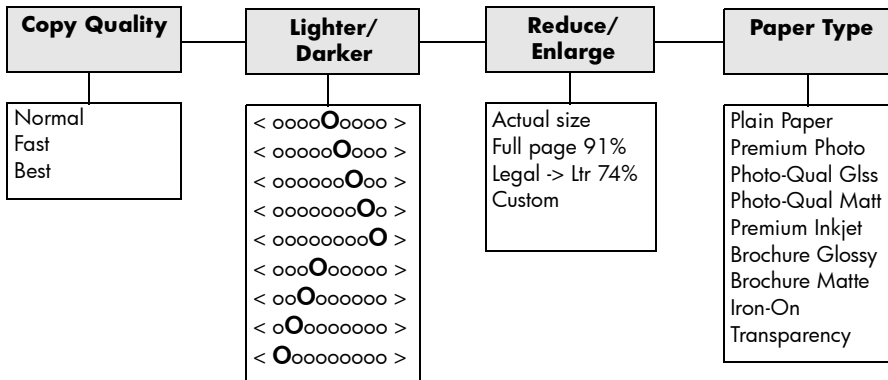 Copy Quality
Normal
Fast
Best
Lighter/
Darker
< ooooOoooo >
< oooooOooo >
< ooooooOoo >
< oooooooOo >
< ooooooooO >
< oooOooooo >
< ooOoooooo >
< oOooooooo >
< Ooooooooo >
Reduce/
Enlarge
Actual size
Full page 91%
Legal -> Ltr 74%
Custom
Paper Type
Plain Paper
Premium Photo
Photo-Qual Glss
Photo-Qual Matt
Premium Inkjet
Brochure Glossy
Brochure Matte
Iron-On
Transparency